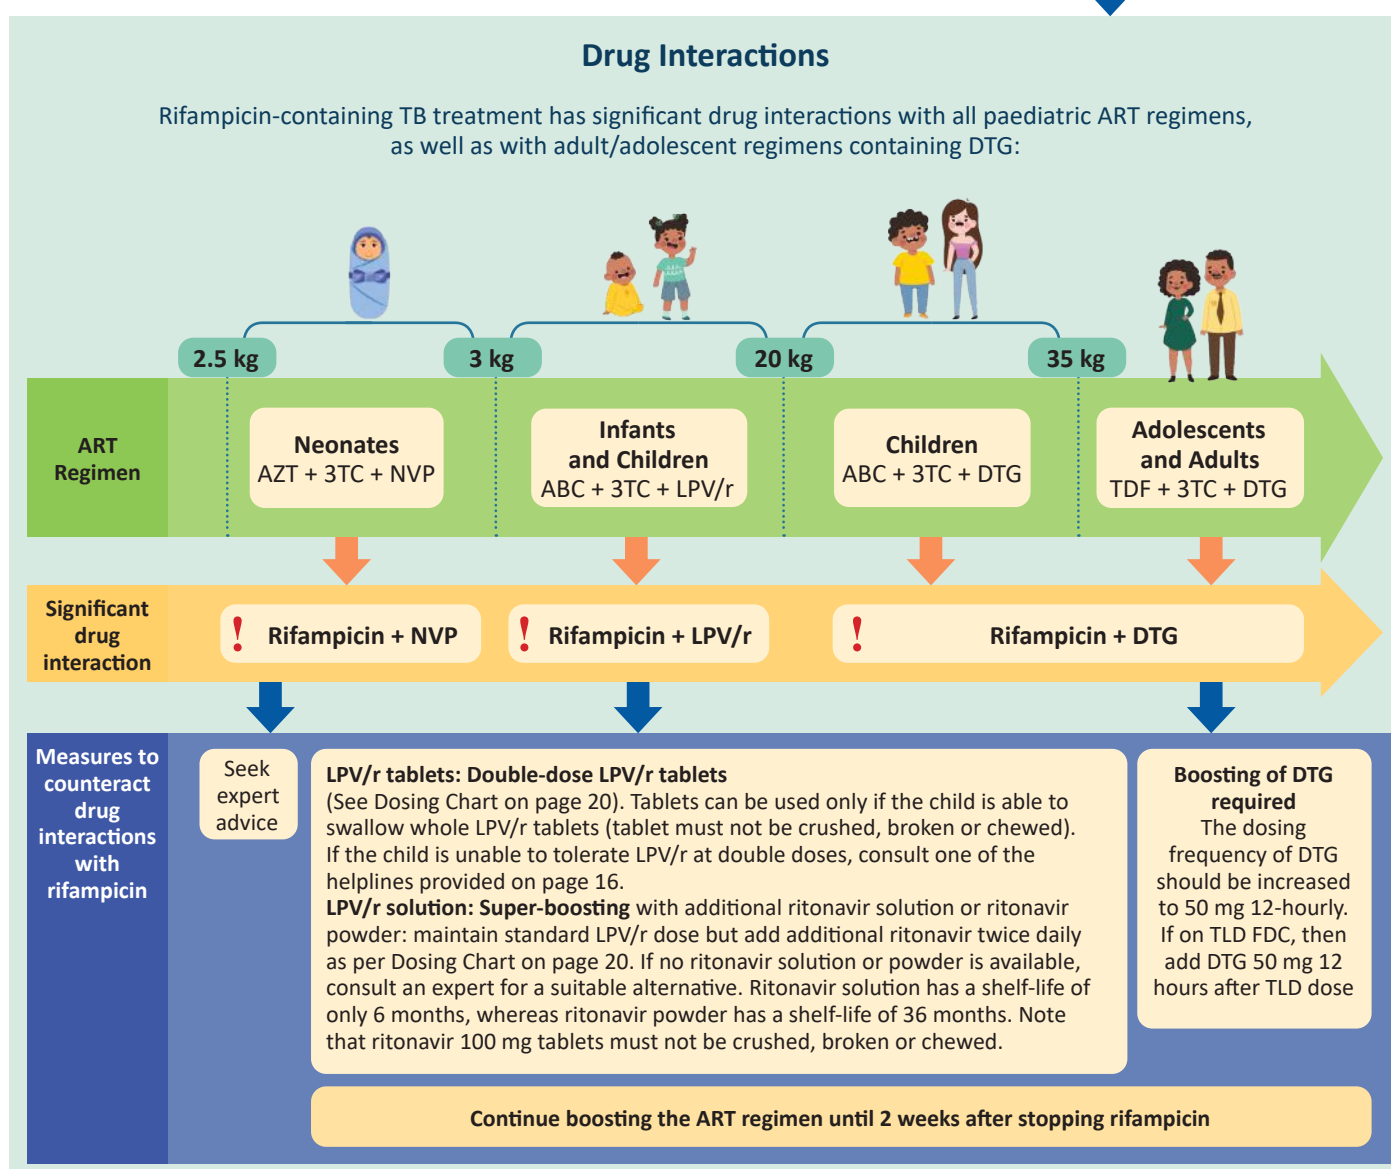 Drug Interactions
Rifampicin-containing TB treatment has significant drug interactions with all paediatric ART regimens,
as well as with adult/adolescent regimens containing DTG:
2.5 kg
3 kg
20 kg
35 kg
ART
Regimen
Neonates
AZT + 3TC + NVP
Infants
and Children
ABC + 3TC + LPV/r
Children
ABC + 3TC + DTG
Adolescents
and Adults
TDF + 3TC + DTG
Significant
drug
interaction
! Rifampicin + NVP
! Rifampicin + LPV/r
! Rifampicin + DTG
Measures to
counteract
drug
interactions
with
rifampicin
Seek
expert
advice
LPV/r tablets: Double-dose LPV/r tablets
(See Dosing Chart on page 20). Tablets can be used only if the child is able to
swallow whole LPV/r tablets (tablet must not be crushed, broken or chewed).
If the child is unable to tolerate LPV/r at double doses, consult one of the
helplines provided on page 16.
LPV/r solution: Super-boosting with additional ritonavir solution or ritonavir
powder: maintain standard LPV/r dose but add additional ritonavir twice daily
as per Dosing Chart on page 20. If no ritonavir solution or powder is available,
consult an expert for a suitable alternative. Ritonavir solution has a shelf-life of
only 6 months, whereas ritonavir powder has a shelf-life of 36 months. Note
that ritonavir 100 mg tablets must not be crushed, broken or chewed.
Boosting of DTG
required
The dosing
frequency of DTG
should be increased
to 50 mg 12-hourly.
If on TLD FDC, then
add DTG 50 mg 12
hours after TLD dose
Continue boosting the ART regimen until 2 weeks after stopping rifampicin